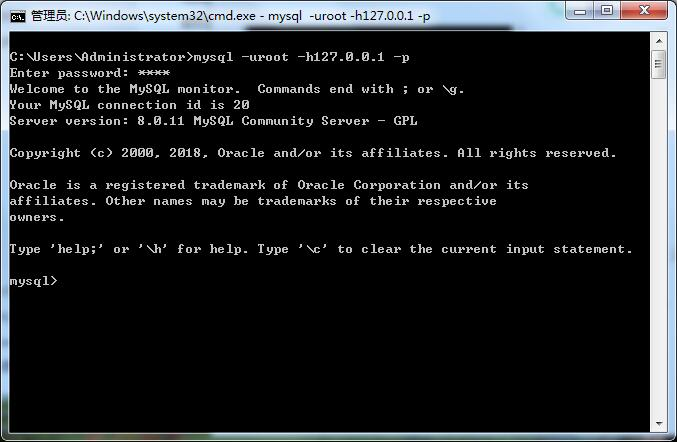 管理员: C:\Windows\system32\cmd.exe - mysql  -uroot -h127.0.0.1 -p
C:\Users\Administrator>mysql -uroot -h127.0.0.1 -p
Enter password: ****
Welcome to the MySQL monitor.  Commands end with ; or \g.
Your MySQL connection id is 20
Server version: 8.0.11 MySQL Community Server - GPL
Copyright (c) 2000, 2018, Oracle and/or its affiliates. All rights reserved.
Oracle is a registered trademark of Oracle Corporation and/or its
affiliates. Other names may be trademarks of their respective
owners.
Type 'help;' or '\h' for help. Type '\c' to clear the current input statement.
mysql>